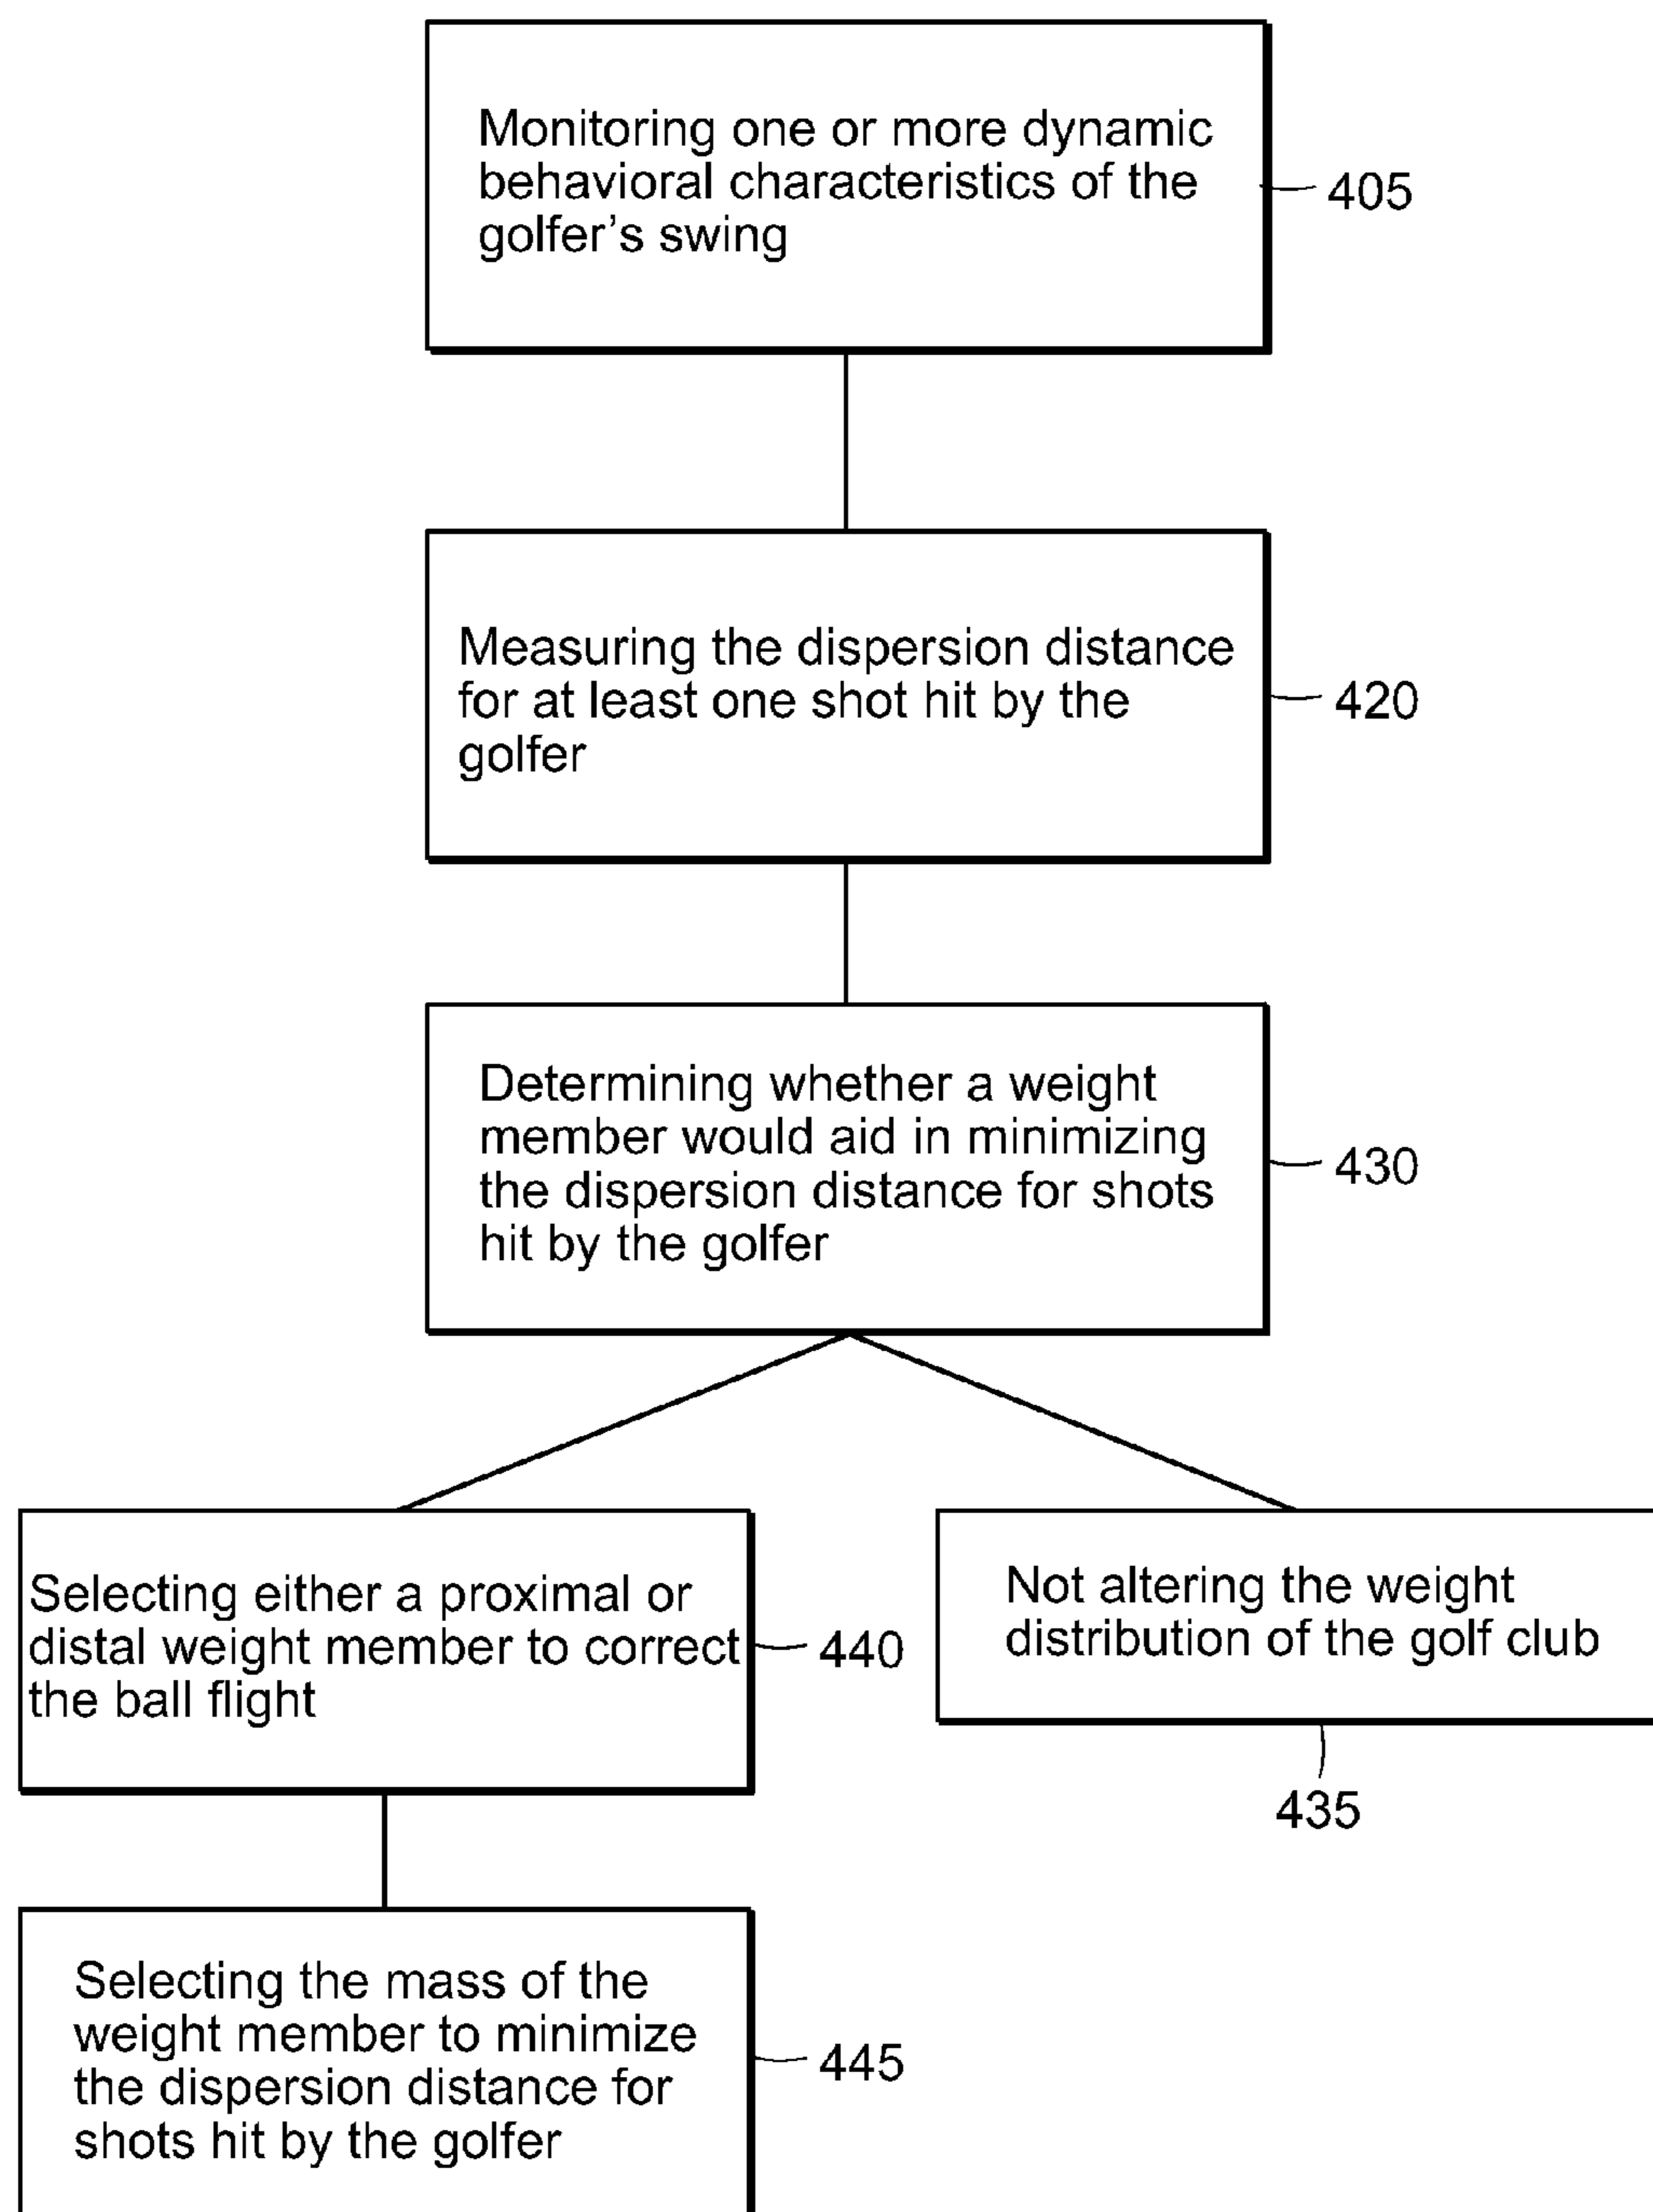 Monitoring one or more dynamic
behavioral characteristics of the
golfer's swing
405
Measuring the dispersion distance
for at least one shot hit by the
golfer
420
Determining whether a weight
member would aid in minimizing
the dispersion distance for shots
hit by the golfer
430
Selecting either a proximal or
distal weight member to correct
the ball flight
440
Not altering the weight
distribution of the golf club
435
Selecting the mass of the
weight member to minimize
the dispersion distance for
shots hit by the golfer
445